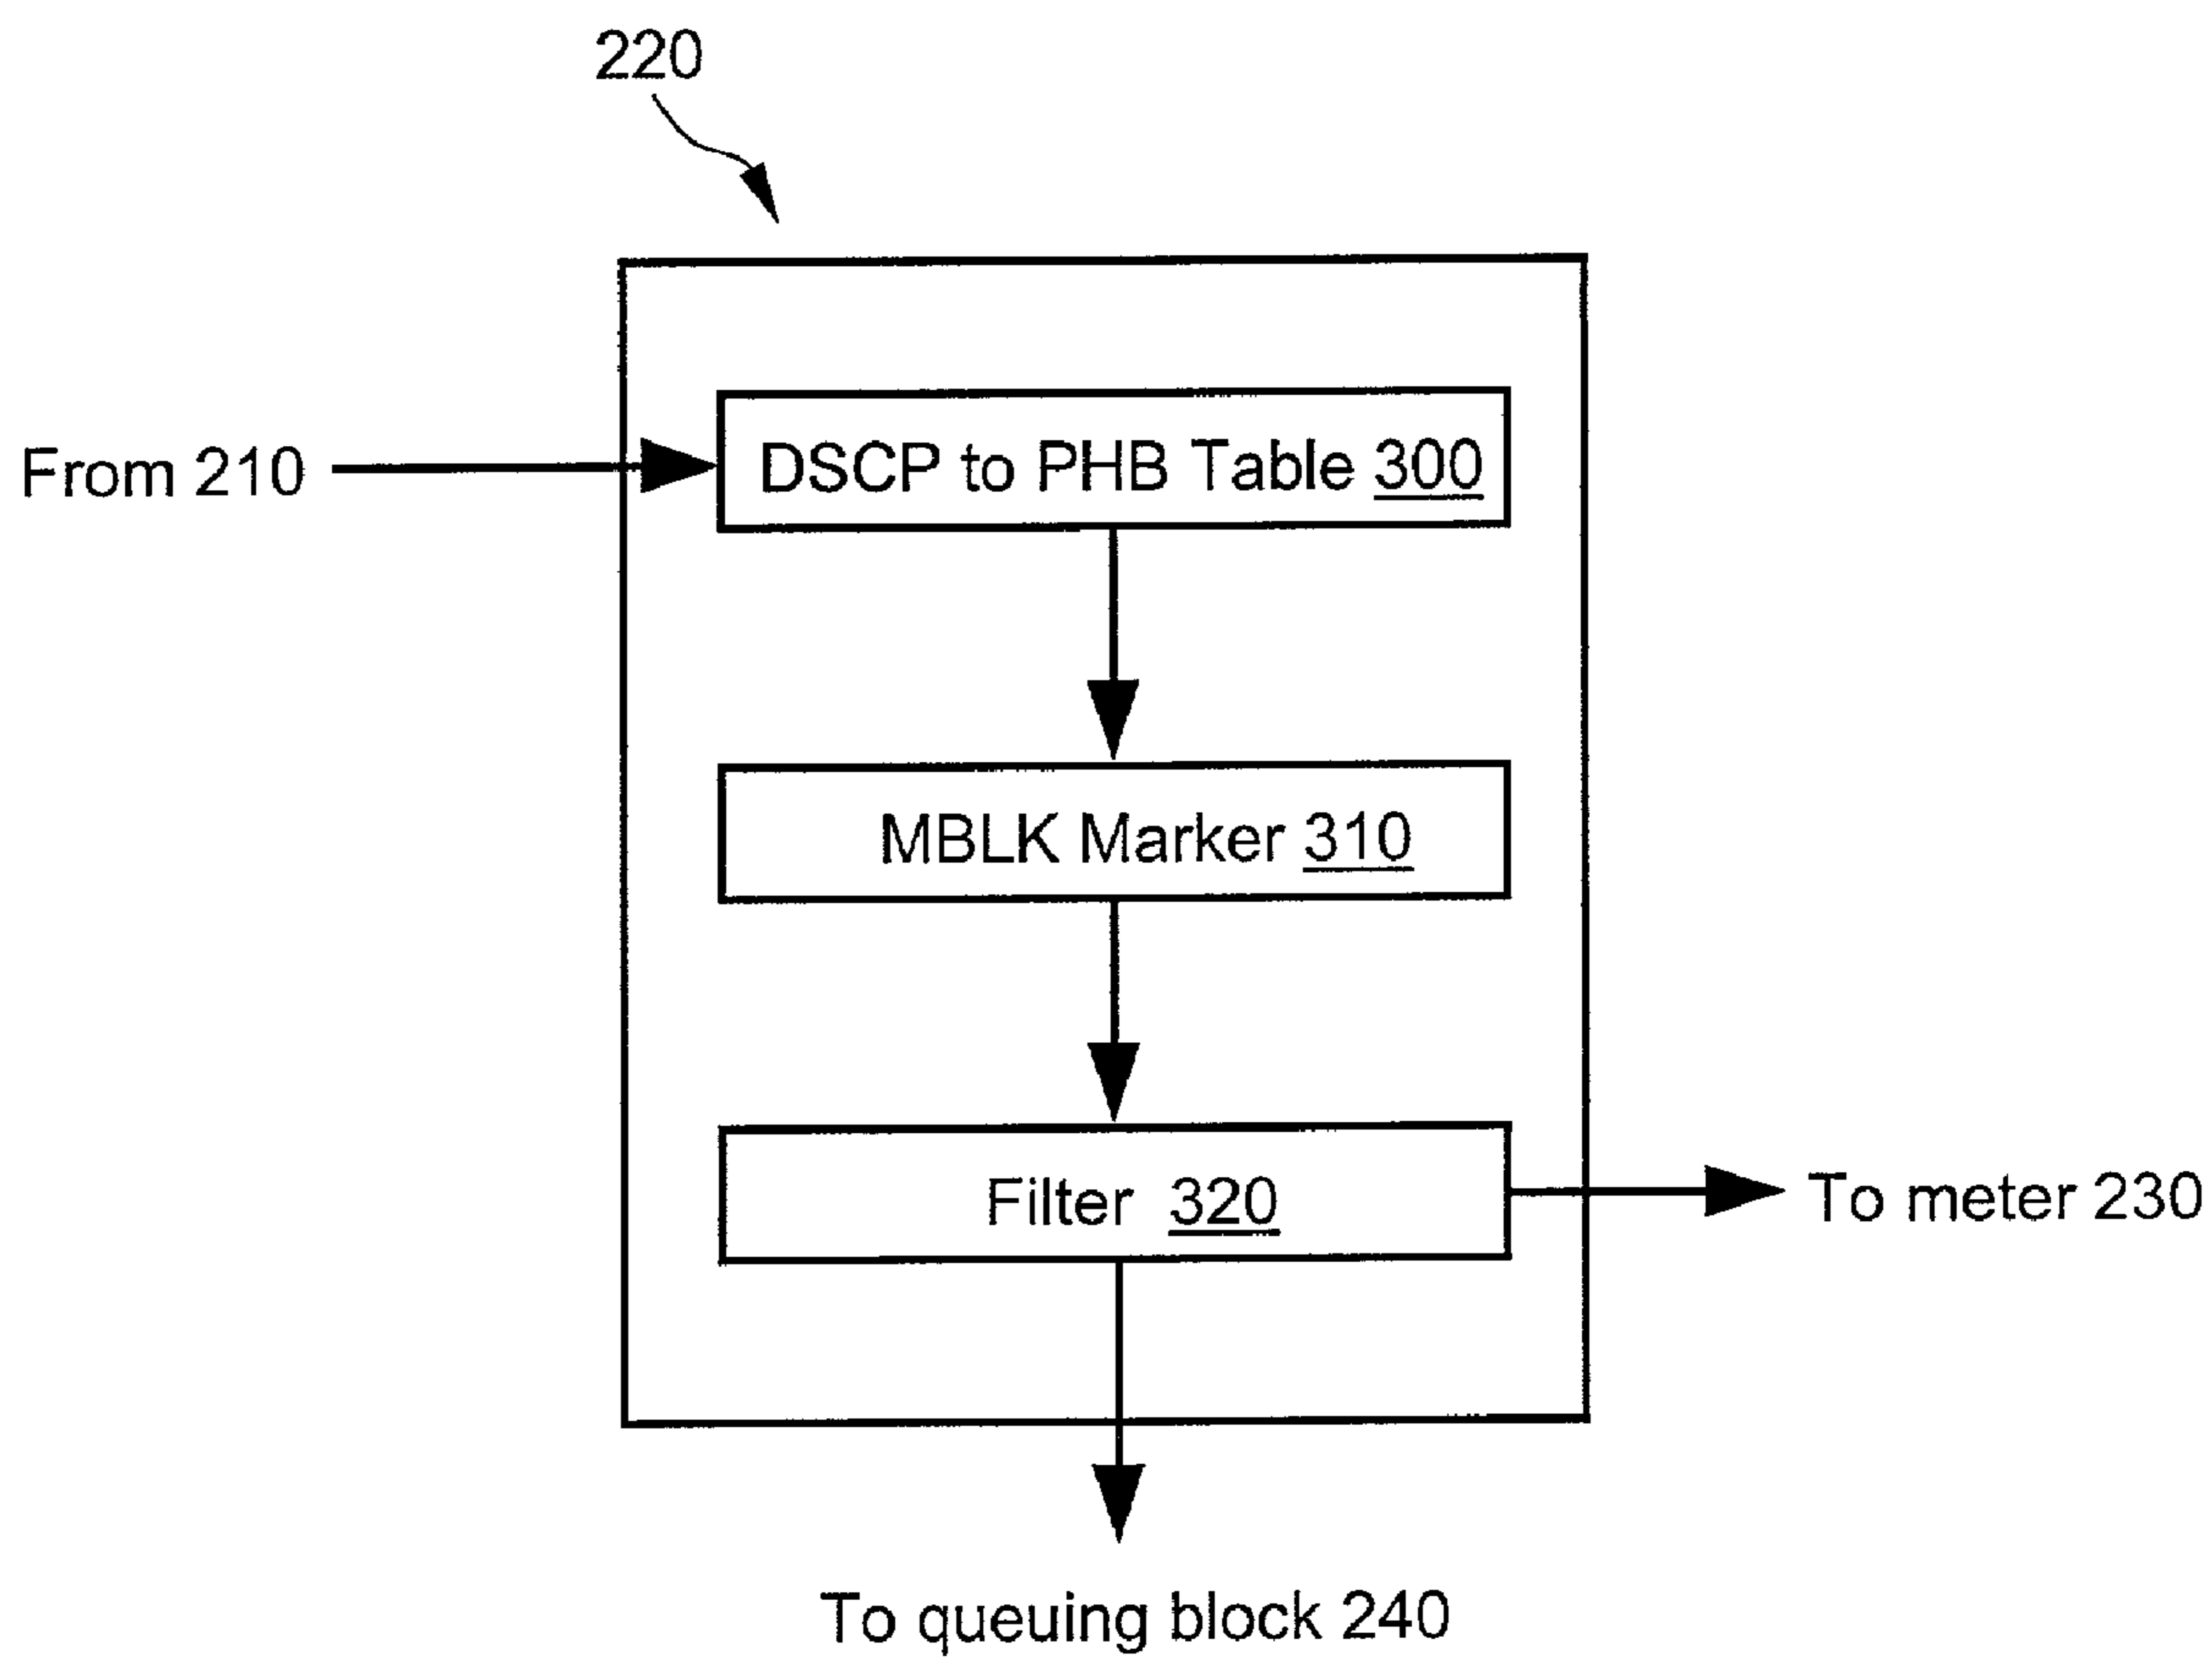 220
From 210
DSCP to PHB Table 300
MBLK Marker 310
Filter 320
To meter 230
To queuing block 240